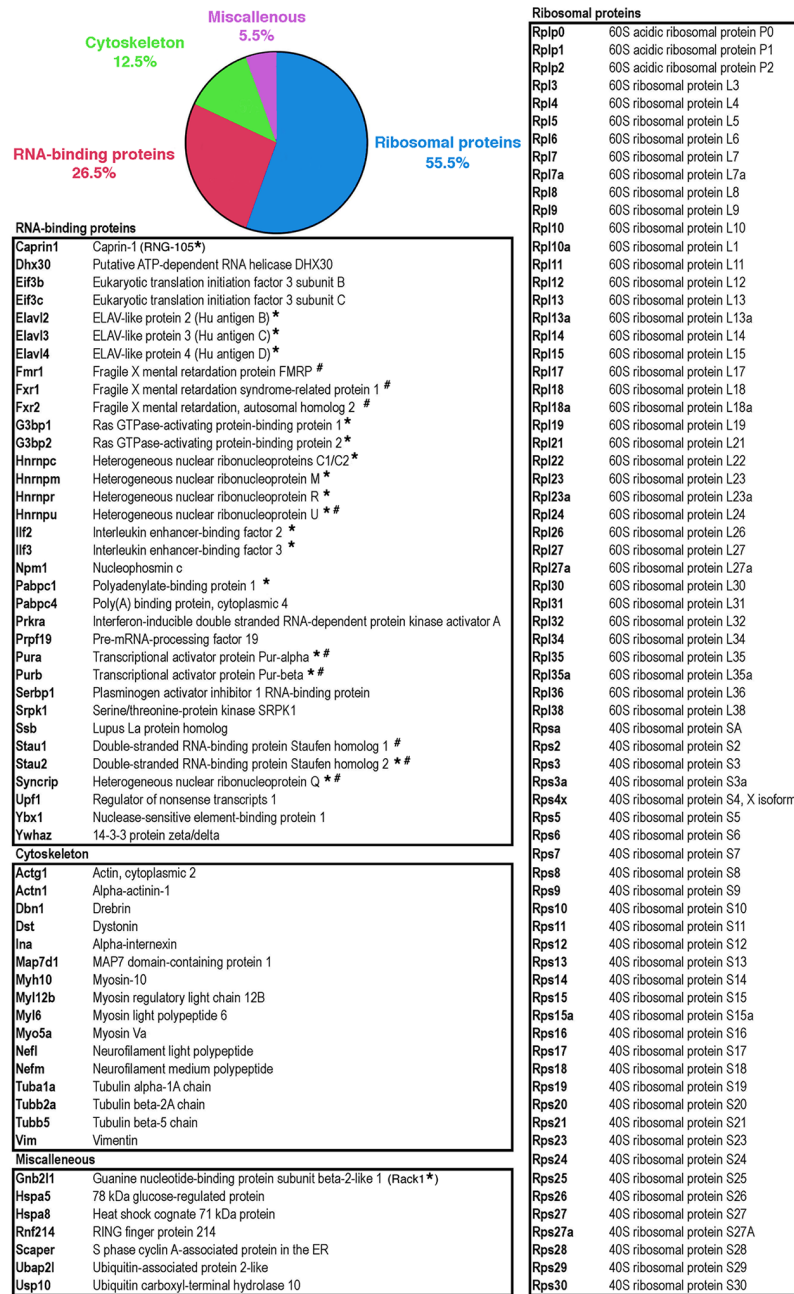 Miscallenous
5.5%
Cytoskeleton
12.5%
RNA-binding proteins
26.5%
Ribosomal proteins
55.5%
RNA-binding proteins
Caprin1 Caprin-1 (RNG-105*)
Dhx30 Putative ATP-dependent RNA helicase DHX30
Eif3b Eukaryotic translation initiation factor 3 subunit B
Eif3c Eukaryotic translation initiation factor 3 subunit C
Elavl2 ELAV-like protein 2 (Hu antigen B) *
Elavl3 ELAV-like protein 3 (Hu antigen C) *
Elavl4 ELAV-like protein 4 (Hu antigen D) *
Fmr1 Fragile X mental retardation protein FMRP #
Fxr1 Fragile X mental retardation syndrome-related protein 1 #
Fxr2 Fragile X mental retardation, autosomal homolog 2 #
G3bp1 Ras GTPase-activating protein-binding protein 1 *
G3bp2 Ras GTPase-activating protein-binding protein 2 *
Hnrnpc Heterogeneous nuclear ribonucleoproteins C1/C2 *
Hnrnpm Heterogeneous nuclear ribonucleoprotein M *
Hnrnpr Heterogeneous nuclear ribonucleoprotein R *
Hnrnpu Heterogeneous nuclear ribonucleoprotein U * #
Ilf2 Interleukin enhancer-binding factor 2 *
Ilf3 Interleukin enhancer-binding factor 3 *
Npm1 Nucleophosmin c
Pabpc1 Polyadenylate-binding protein 1 *
Pabpc4 Poly(A) binding protein, cytoplasmic 4
Prkra Interferon-inducible double stranded RNA-dependent protein kinase activator A
Prpf19 Pre-mRNA-processing factor 19
Pura Transcriptional activator protein Pur-alpha * #
Purb Transcriptional activator protein Pur-beta * #
Serbp1 Plasminogen activator inhibitor 1 RNA-binding protein
Srpk1 Serine/threonine-protein kinase SRPK1
Ssb Lupus La protein homolog
Stau1 Double-stranded RNA-binding protein Staufen homolog 1 #
Stau2 Double-stranded RNA-binding protein Staufen homolog 2 * #
Syncrip Heterogeneous nuclear ribonucleoprotein Q * #
Upf1 Regulator of nonsense transcripts 1
Ybx1 Nuclease-sensitive element-binding protein 1
Ywhaz 14-3-3 protein zeta/delta
Cytoskeleton
Actg1 Actin, cytoplasmic 2
Actn1 Alpha-actinin-1
Dbn1 Drebrin
Dst Dystonin
Ina Alpha-internexin
Map7d1 MAP7 domain-containing protein 1
Myh10 Myosin-10
Myl12b Myosin regulatory light chain 12B
Myl6 Myosin light polypeptide 6
Myo5a Myosin Va
Nefl Neurofilament light polypeptide
Nefm Neurofilament medium polypeptide
Tuba1a Tubulin alpha-1A chain
Tubb2a Tubulin beta-2A chain
Tubb5 Tubulin beta-5 chain
Vim Vimentin
Miscalleneous
Gnb2l1 Guanine nucleotide-binding protein subunit beta-2-like 1 (Rack1*)
Hspa5 78 kDa glucose-regulated protein
Hspa8 Heat shock cognate 71 kDa protein
Rnf214 RING finger protein 214
Scaper S phase cyclin A-associated protein in the ER
Ubap2l Ubiquitin-associated protein 2-like
Usp10 Ubiquitin carboxyl-terminal hydrolase 10
Ribosomal proteins
Rplp0 60S acidic ribosomal protein P0
Rplp1 60S acidic ribosomal protein P1
Rplp2 60S acidic ribosomal protein P2
Rpl3 60S ribosomal protein L3
Rpl4 60S ribosomal protein L4
Rpl5 60S ribosomal protein L5
Rpl6 60S ribosomal protein L6
Rpl7 60S ribosomal protein L7
Rpl7a 60S ribosomal protein L7a
Rpl8 60S ribosomal protein L8
Rpl9 60S ribosomal protein L9
Rpl10 60S ribosomal protein L10
Rpl10a 60S ribosomal protein L1
Rpl11 60S ribosomal protein L11
Rpl12 60S ribosomal protein L12
Rpl13 60S ribosomal protein L13
Rpl13a 60S ribosomal protein L13a
Rpl14 60S ribosomal protein L14
Rpl15 60S ribosomal protein L15
Rpl17 60S ribosomal protein L17
Rpl18 60S ribosomal protein L18
Rpl18a 60S ribosomal protein L18a
Rpl19 60S ribosomal protein L19
Rpl21 60S ribosomal protein L21
Rpl22 60S ribosomal protein L22
Rpl23 60S ribosomal protein L23
Rpl23a 60S ribosomal protein L23a
Rpl24 60S ribosomal protein L24
Rpl26 60S ribosomal protein L26
Rpl27 60S ribosomal protein L27
Rpl27a 60S ribosomal protein L27a
Rpl30 60S ribosomal protein L30
Rpl31 60S ribosomal protein L31
Rpl32 60S ribosomal protein L32
Rpl34 60S ribosomal protein L34
Rpl35 60S ribosomal protein L35
Rpl35a 60S ribosomal protein L35a
Rpl36 60S ribosomal protein L36
Rpl38 60S ribosomal protein L38
Rpsa 40S ribosomal protein SA
Rps2 40S ribosomal protein S2
Rps3 40S ribosomal protein S3
Rps3a 40S ribosomal protein S3a
Rps4x 40S ribosomal protein S4, X isoform
Rps5 40S ribosomal protein S5
Rps6 40S ribosomal protein S6
Rps7 40S ribosomal protein S7
Rps8 40S ribosomal protein S8
Rps9 40S ribosomal protein S9
Rps10 40S ribosomal protein S10
Rps11 40S ribosomal protein S11
Rps12 40S ribosomal protein S12
Rps13 40S ribosomal protein S13
Rps14 40S ribosomal protein S14
Rps15 40S ribosomal protein S15
Rps15a 40S ribosomal protein S15a
Rps16 40S ribosomal protein S16
Rps17 40S ribosomal protein S17
Rps18 40S ribosomal protein S18
Rps19 40S ribosomal protein S19
Rps20 40S ribosomal protein S20
Rps21 40S ribosomal protein S21
Rps23 40S ribosomal protein S23
Rps24 40S ribosomal protein S24
Rps25 40S ribosomal protein S25
Rps26 40S ribosomal protein S26
Rps27 40S ribosomal protein S27
Rps27a 40S ribosomal protein S27A
Rps28 40S ribosomal protein S28
Rps29 40S ribosomal protein S29
Rps30 40S ribosomal protein S30